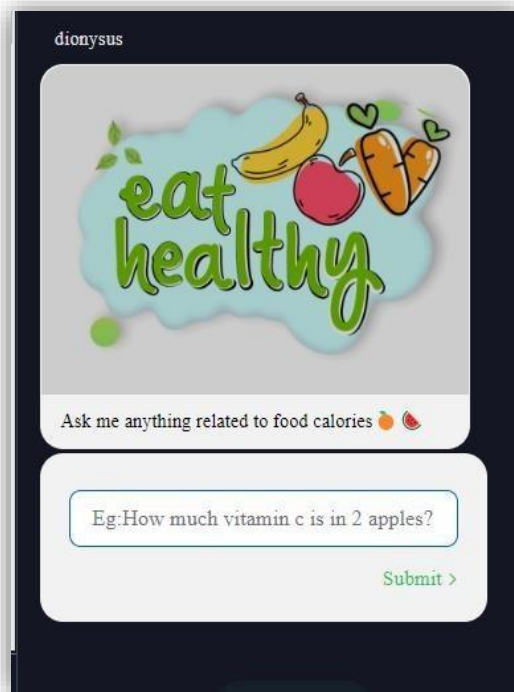 dionysus
eat
healthy
Ask me anything related to food calories 🍊 🍉
Eg:How much vitamin c is in 2 apples?
Submit >